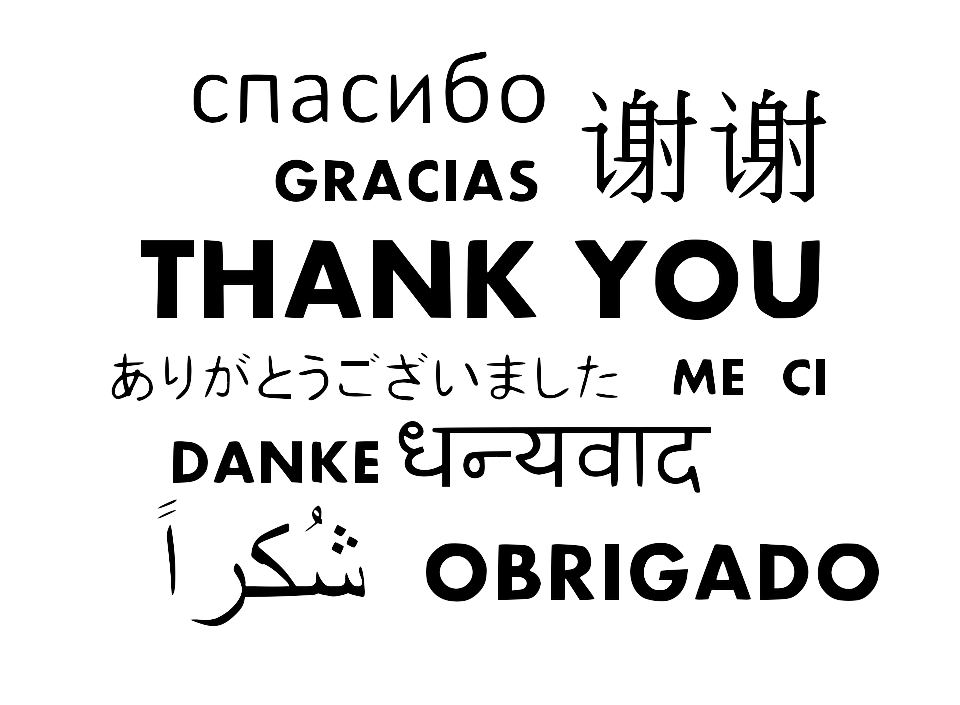 спасибо 谢谢
GRACIAS
THANK YOU
ありがとうございました ME CI
DANKE धन्यवाद
شُكراً OBRIGADO